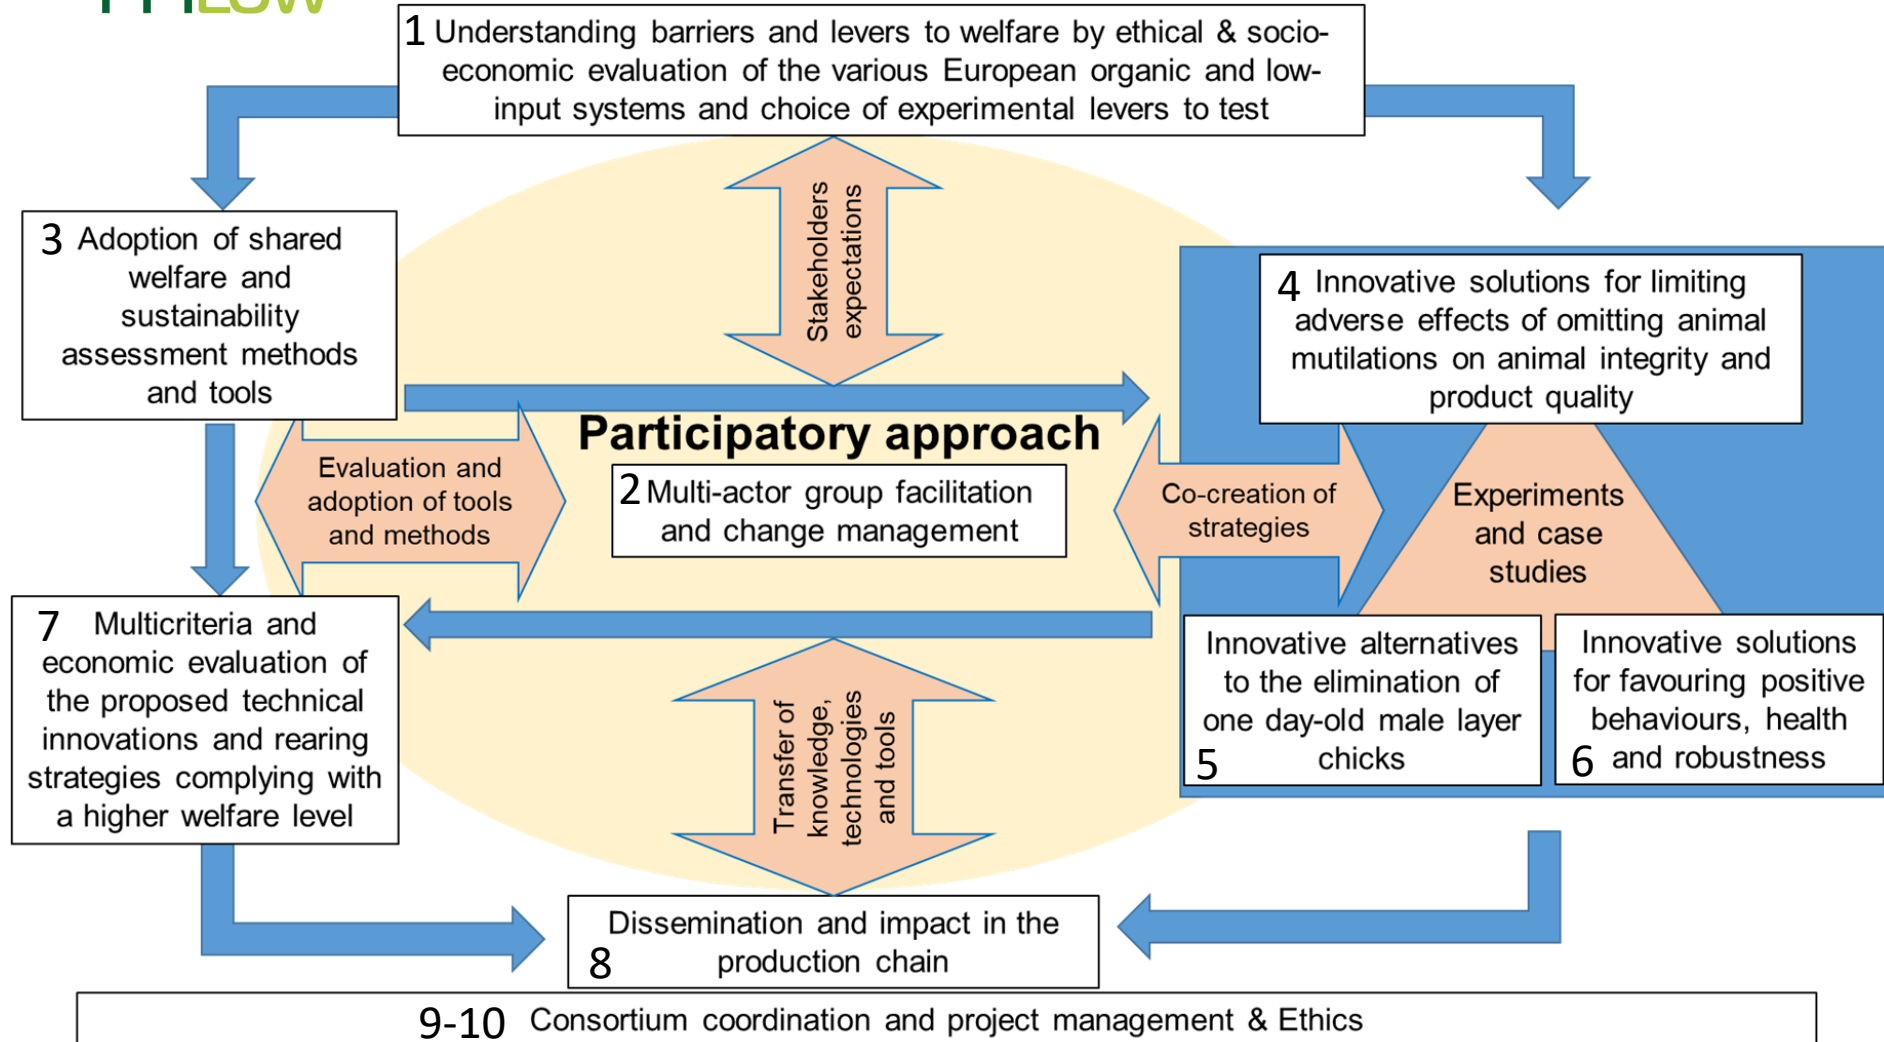 1 Understanding barriers and levers to welfare by ethical & socio-
economic evaluation of the various European organic and low-
input systems and choice of experimental levers to test
3 Adoption of shared
welfare and
sustainability
assessment methods
and tools
Stakeholders
expectations
4 Innovative solutions for limiting
adverse effects of omitting animal
mutilations on animal integrity and
product quality
Participatory approach
2 Multi-actor group facilitation
and change management
Evaluation and
adoption of tools
and methods
Co-creation of
strategies
Experiments
and case
studies
7 Multicriteria and
economic evaluation of
the proposed technical
innovations and rearing
strategies complying with
a higher welfare level
Transfer of
knowledge,
technologies
and tools
Innovative alternatives
to the elimination of
one day-old male layer
5 chicks
Innovative solutions
for favouring positive
behaviours, health
6 and robustness
Dissemination and impact in the
8 production chain
9-10 Consortium coordination and project management & Ethics